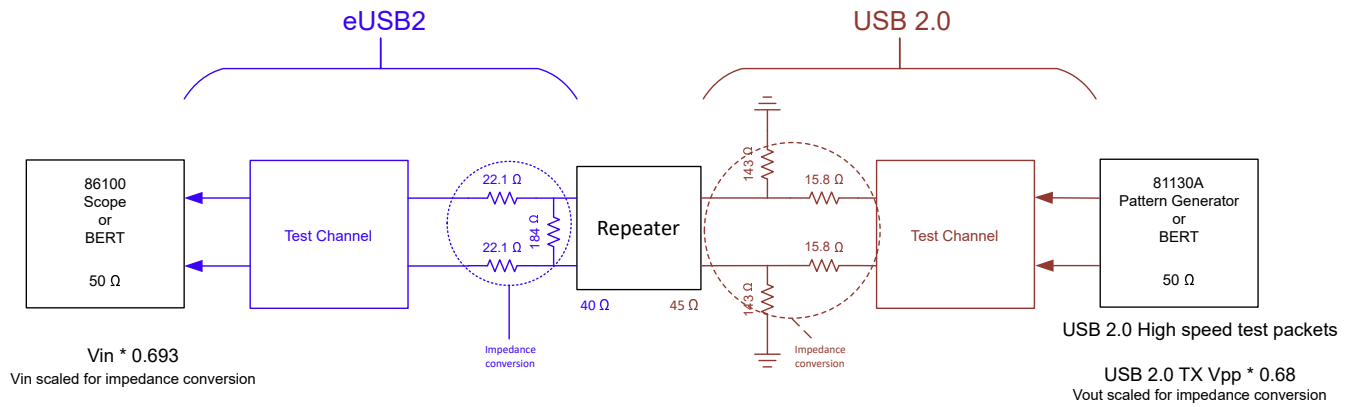 eUSB2
USB 2.0
86100
Scope
or
BERT
50 Ω
Test Channel
22.1 Ω
184 Ω
22.1 Ω
Impedance
conversion
Repeater
40 Ω
45 Ω
143 Ω
15.8 Ω
15.8 Ω
143 Ω
Impedance
conversion
Test Channel
81130A
Pattern Generator
or
BERT
50 Ω
Vin * 0.693
Vin scaled for impedance conversion
USB 2.0 High speed test packets
USB 2.0 TX Vpp * 0.68
Vout scaled for impedance conversion